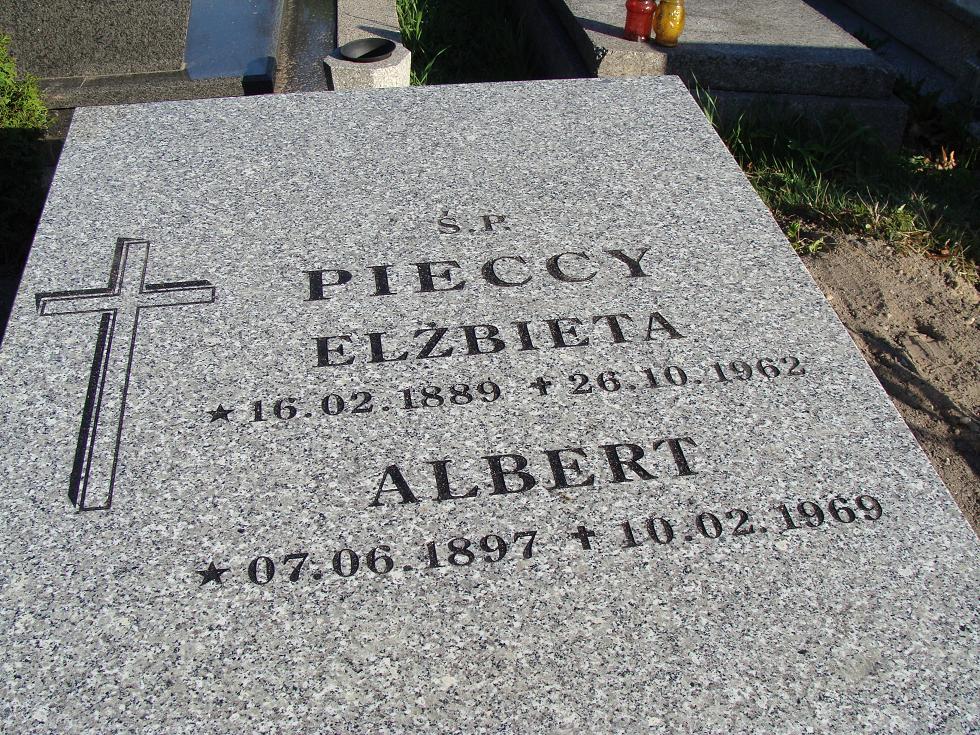 Ś.P.
PIECCY
ELŻBIETA
★16.02.1889 ✝26.10.1962
ALBERT
★07.06.1897 ✝10.02.1969